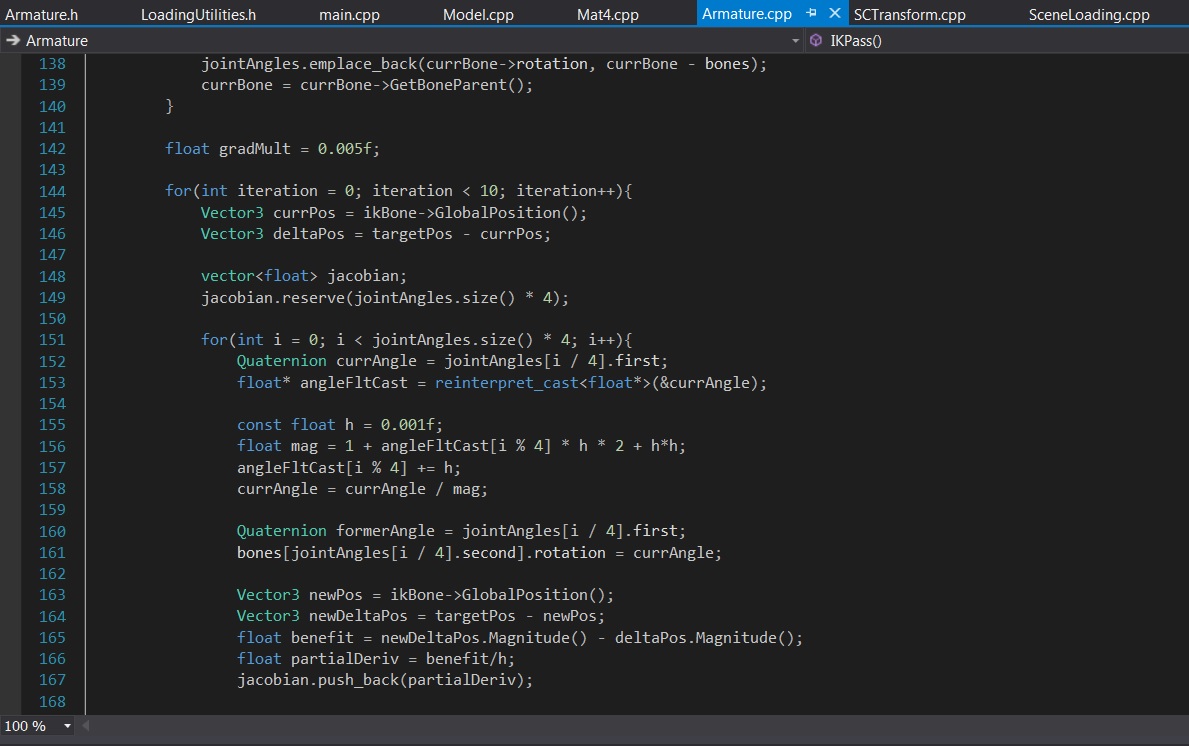 Armature.h LoadingUtilities.h main.cpp Model.cpp Mat4.cpp Armature.cpp SCTransform.cpp SceneLoading.cpp
Armature IKPass()
138 jointAngles.emplace_back(currBone->rotation, currBone - bones);
139 currBone = currBone->GetBoneParent();
140 }
141
142 float gradMult = 0.005f;
143
144 for(int iteration = 0; iteration < 10; iteration++){
145 Vector3 currPos = ikBone->GlobalPosition();
146 Vector3 deltaPos = targetPos - currPos;
147
148 vector<float> jacobian;
149 jacobian.reserve(jointAngles.size() * 4);
150
151 for(int i = 0; i < jointAngles.size() * 4; i++){
152 Quaternion currAngle = jointAngles[i / 4].first;
153 float* angleFltCast = reinterpret_cast<float*>(&currAngle);
154
155 const float h = 0.001f;
156 float mag = 1 + angleFltCast[i % 4] * h * 2 + h*h;
157 angleFltCast[i % 4] += h;
158 currAngle = currAngle / mag;
159
160 Quaternion formerAngle = jointAngles[i / 4].first;
161 bones[jointAngles[i / 4].second].rotation = currAngle;
162
163 Vector3 newPos = ikBone->GlobalPosition();
164 Vector3 newDeltaPos = targetPos - newPos;
165 float benefit = newDeltaPos.Magnitude() - deltaPos.Magnitude();
166 float partialDeriv = benefit/h;
167 jacobian.push_back(partialDeriv);
168
100 %